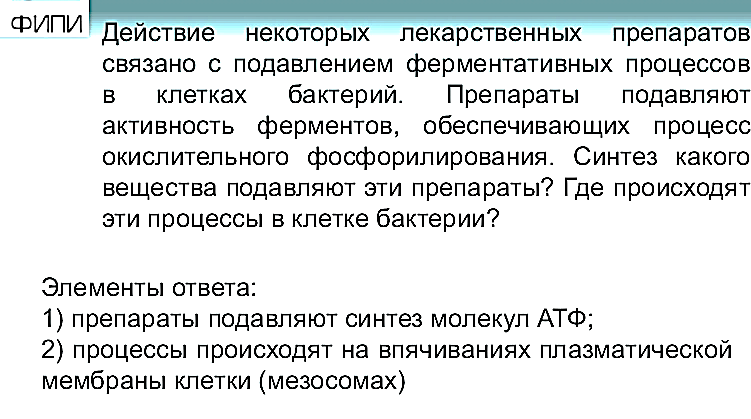 ФИПИ
Действие некоторых лекарственных препаратов
связано с подавлением ферментативных процессов
в клетках бактерий. Препараты подавляют
активность ферментов, обеспечивающих процесс
окислительного фосфорилирования. Синтез какого
вещества подавляют эти препараты? Где происходят
эти процессы в клетке бактерии?
Элементы ответа:
1) препараты подавляют синтез молекул АТФ;
2) процессы происходят на впячиваниях плазматической
мембраны клетки (мезосомах)